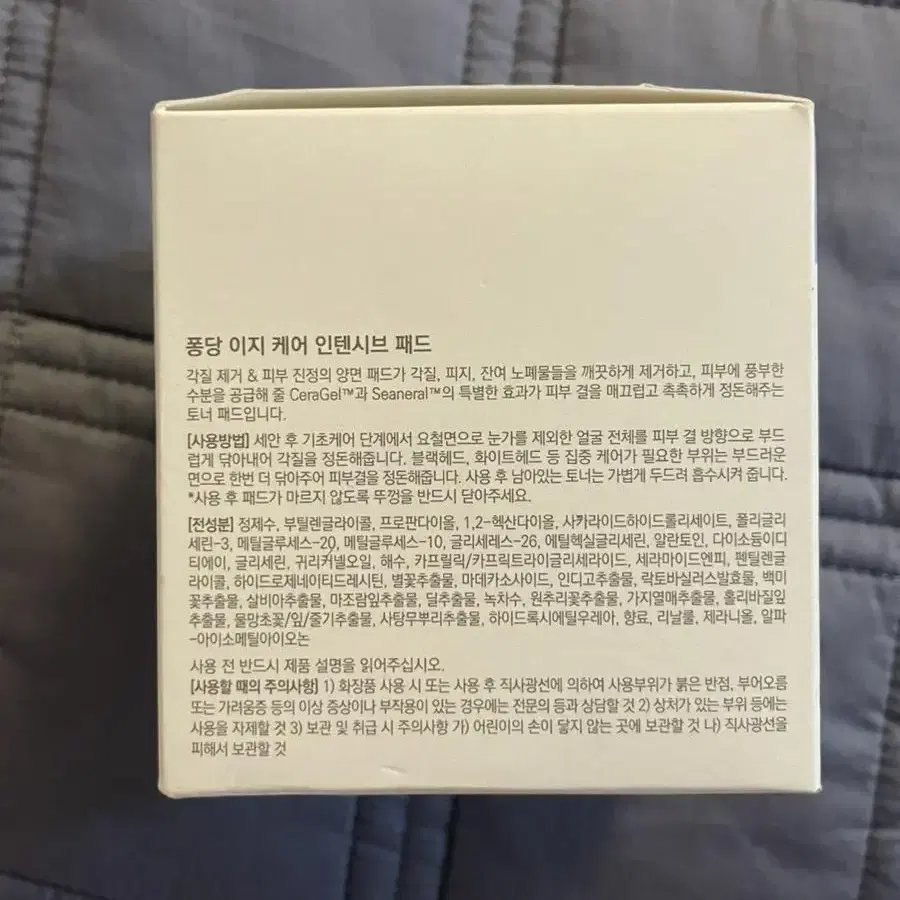 퐁당 이지 케어 인텐시브 패드
각질 제거 & 피부 진정의 양면 패드가 각질, 피지, 잔여 노폐물들을 깨끗하게 제거하고, 피부에 풍부한
수분을 공급해 줄 CeraGel™과 Seaneral™의 특별한 효과가 피부 결을 매끄럽고 촉촉하게 정돈해주는
토너 패드입니다.
[사용방법] 세안 후 기초케어 단계에서 요철면으로 눈가를 제외한 얼굴 전체를 피부 결 방향으로 부드
럽게 닦아내어 각질을 정돈해줍니다. 블랙헤드, 화이트헤드 등 집중 케어가 필요한 부위는 부드러운
면으로 한번 더 닦아주어 피부결을 정돈해줍니다. 사용 후 남아있는 토너는 가볍게 두드려 흡수시켜 줍니다.
*사용 후 패드가 마르지 않도록 뚜껑을 반드시 닫아주세요.
[전성분] 정제수, 부틸렌글라이콜, 프로판다이올, 1,2-헥산다이올, 사카라이드하이드롤리세이트, 폴리글리
세린-3, 메틸글루세스-20, 메틸글루세스-10, 글리세레스-26, 에틸헥실글리세린, 알란토인, 다이소듐이디
티에이, 글리세린, 귀리커넬오일, 해수, 카프릴릭/카프릭트라이글리세라이드, 세라마이드엔피, 펜틸렌글
라이콜, 하이드로제네이티드레시틴, 별꽃추출물, 마데카소사이드, 인디고추출물, 락토바실러스발효물, 백미
꽃추출물, 살비아추출물, 마조람잎추출물, 딜추출물, 녹차수, 원추리꽃추출물, 가지열매추출물, 홀리바질잎
추출물, 물망초꽃/잎/줄기추출물, 사탕무뿌리추출물, 하이드록시에틸우레아, 향료, 리날룰, 제라니올, 알파
-아이소메틸아이오논
사용 전 반드시 제품 설명을 읽어주십시오.
[사용할 때의 주의사항] 1) 화장품 사용 시 또는 사용 후 직사광선에 의하여 사용부위가 붉은 반점, 부어오름
또는 가려움증 등의 이상 증상이나 부작용이 있는 경우에는 전문의 등과 상담할 것 2) 상처가 있는 부위 등에는
사용을 자제할 것 3) 보관 및 취급 시 주의사항 가) 어린이의 손이 닿지 않는 곳에 보관할 것 나) 직사광선을
피해서 보관할 것